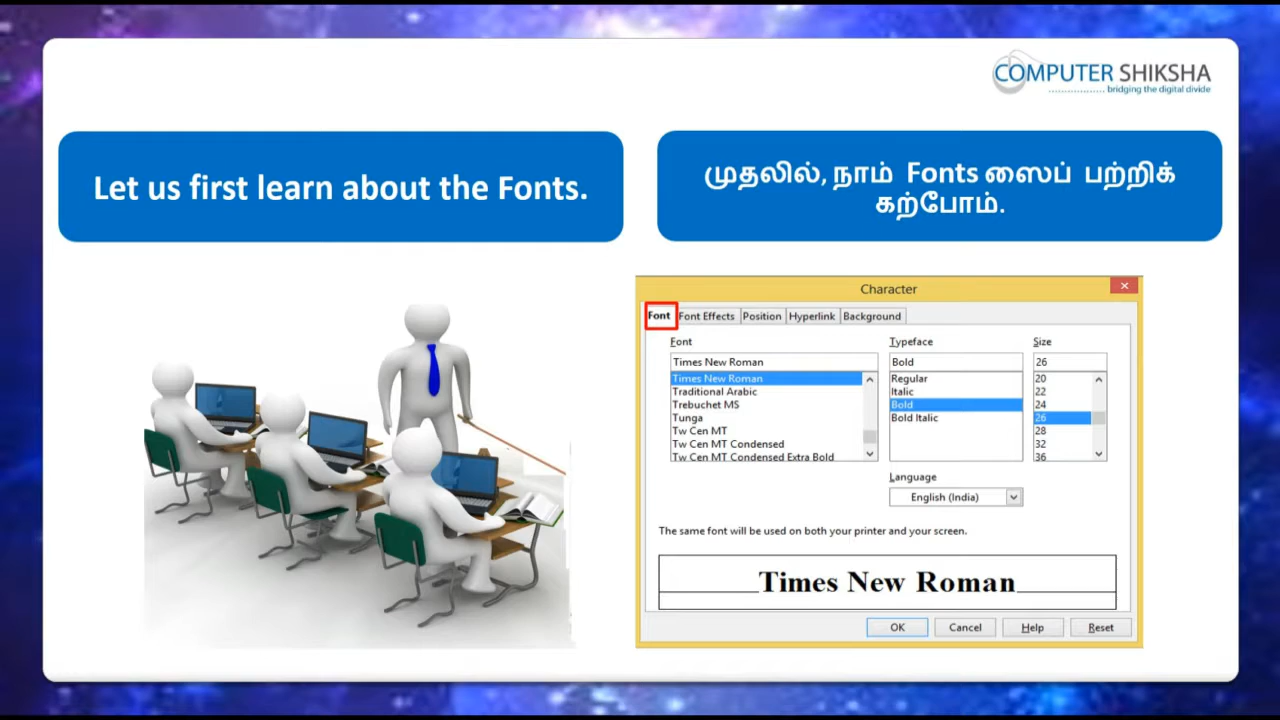 COMPUTER SHIKSHA
bridging the digital divide
Let us first learn about the Fonts.
முதலில், நாம் Fonts ஸைப் பற்றிக்
கற்போம்.
Character
Font Font Effects Position Hyperlink Background
Font Typeface Size
Times New Roman Bold 26
Times New Roman Regular 20
Traditional Arabic Italic 22
Trebuchet MS Bold 24
Tunga Bold Italic 26
Tw Cen MT 28
Tw Cen MT Condensed 32
Tw Cen MT Condensed Extra Bold 36
Language
English (India)
The same font will be used on both your printer and your screen.
Times New Roman
OK Cancel Help Reset